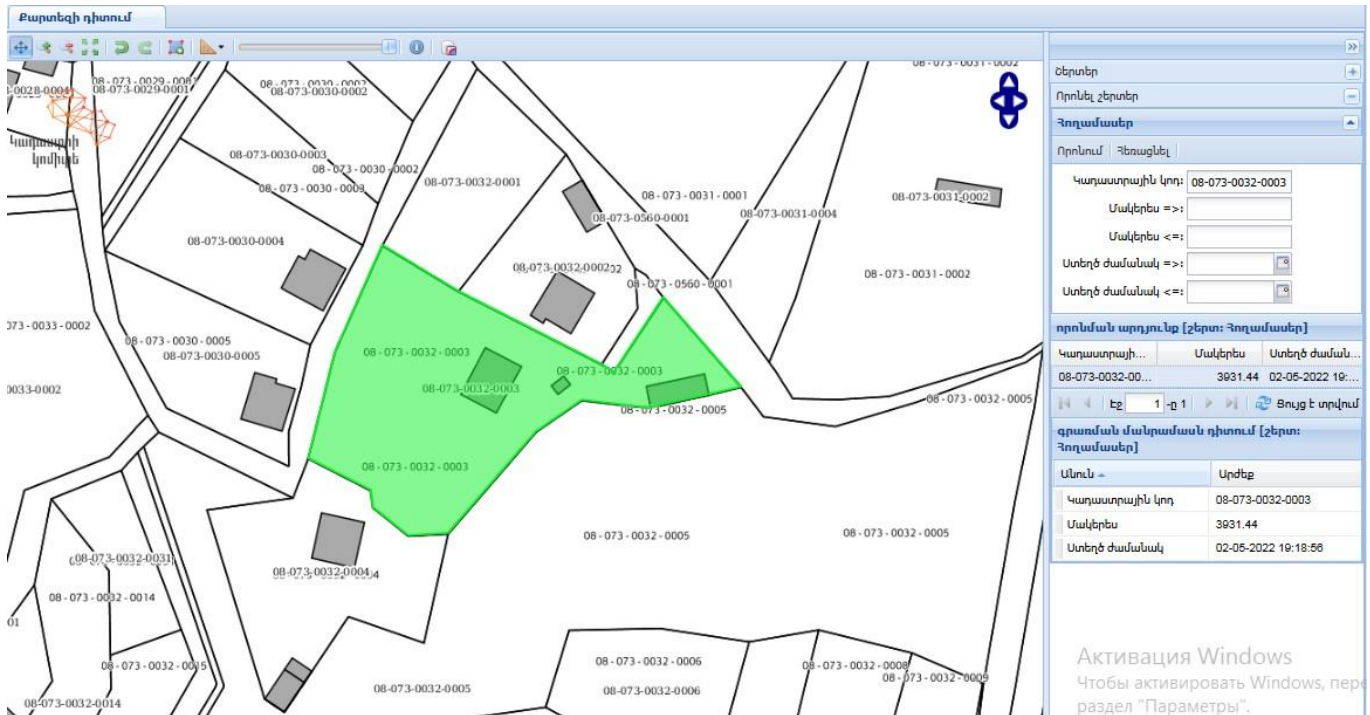 Քարտեզի դիտում
08-073-0031-0002
08-073-0029-0001
08-073-0029-0001
08-073-0030-0002
08-073-0030-0002
-0028-0004
Կադաստրի
կոմիտե
08-073-0030-0003
08-073-0030-0002
08-073-0030-0003
08-073-0032-0001
08-073-0031-0001
08-073-0031-0002
08-073-0560-0001
08-073-0031-0004
08-073-0030-0004
08-073-0032-0002
08-073-0031-0002
08-073-0560-0001
073-0033-0002
08-073-0030-0005
08-073-0030-0005
08-073-0032-0003
08-073-0032-0003
0033-0002
08-073-0032-0003
08-073-0032-0005
08-073-0032-0005
08-073-0032-0003
08-073-0032-0005
08-073-0032-0005
08-073-0032-0031
08-073-0032-0004
08-073-0032-0014
01
08-073-0032-0015
08-073-0032-0006
08-073-0032-0008
08-073-0032-0009
08-073-0032-0005
08-073-0032-0006
08-073-0032-0014
Շերտեր
Որոնել շերտեր
Հողամասեր
Որոնում Հեռացնել
Կադաստրային կոդ: 08-073-0032-0003
Մակերես =>:
Մակերես <=:
Ստեղծ ժամանակ =>:
Ստեղծ ժամանակ <=:
որոնման արդյունք [շերտ: Հողամասեր]
Կադաստրայի... Մակերես Ստեղծ ժաման...
08-073-0032-00... 3931.44 02-05-2022 19:...
Էջ 1 -ը 1 Ցույց է տրվում
գրառման մանրամասն դիտում [շերտ:
Հողամասեր]
Անուն Արժեք
Կադաստրային կոդ 08-073-0032-0003
Մակերես 3931.44
Ստեղծ ժամանակ 02-05-2022 19:18:56
Активация Windows
Чтобы активировать Windows, пере
раздел "Параметры".